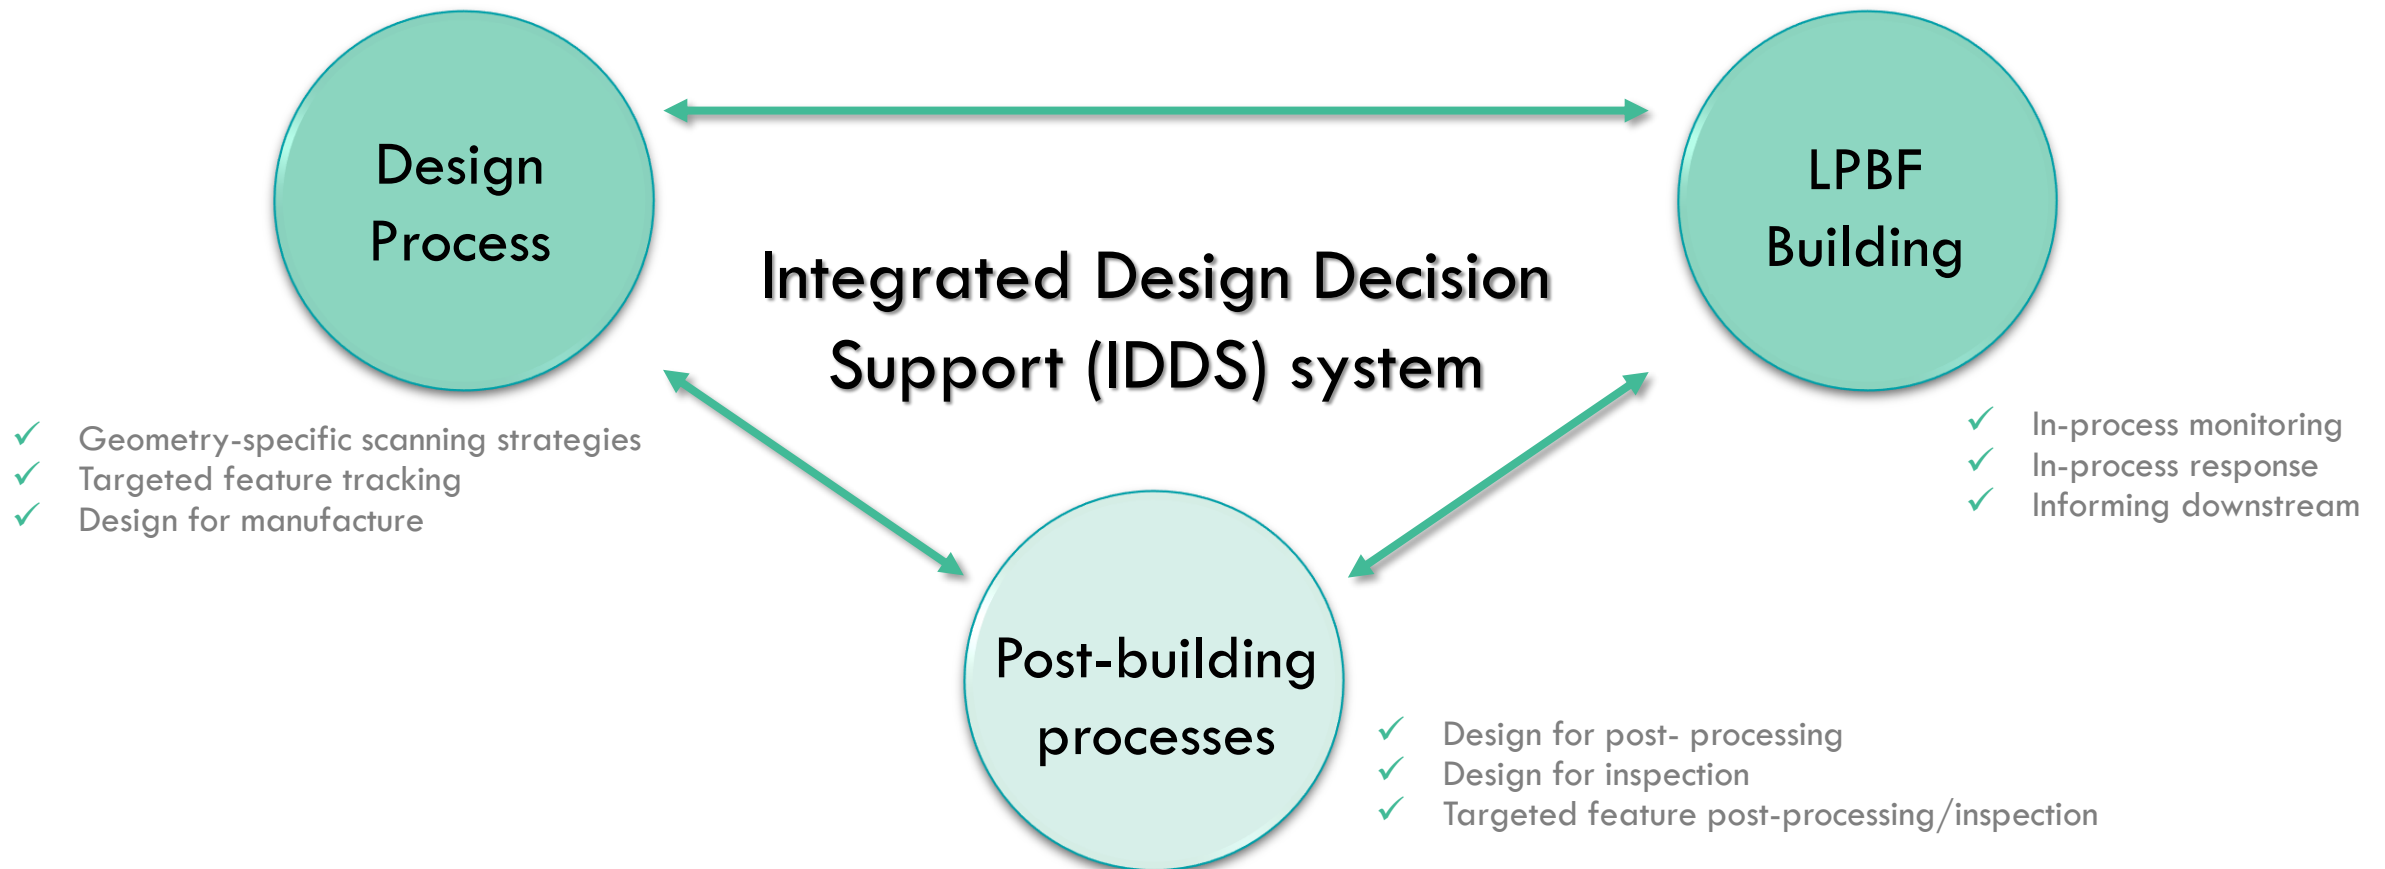 Design
Process
LPBF
Building
Integrated Design Decision
Support (IDDS) system
Geometry-specific scanning strategies
Targeted feature tracking
Design for manufacture
In-process monitoring
In-process response
Informing downstream
Post-building
processes
Design for post- processing
Design for inspection
Targeted feature post-processing/inspection